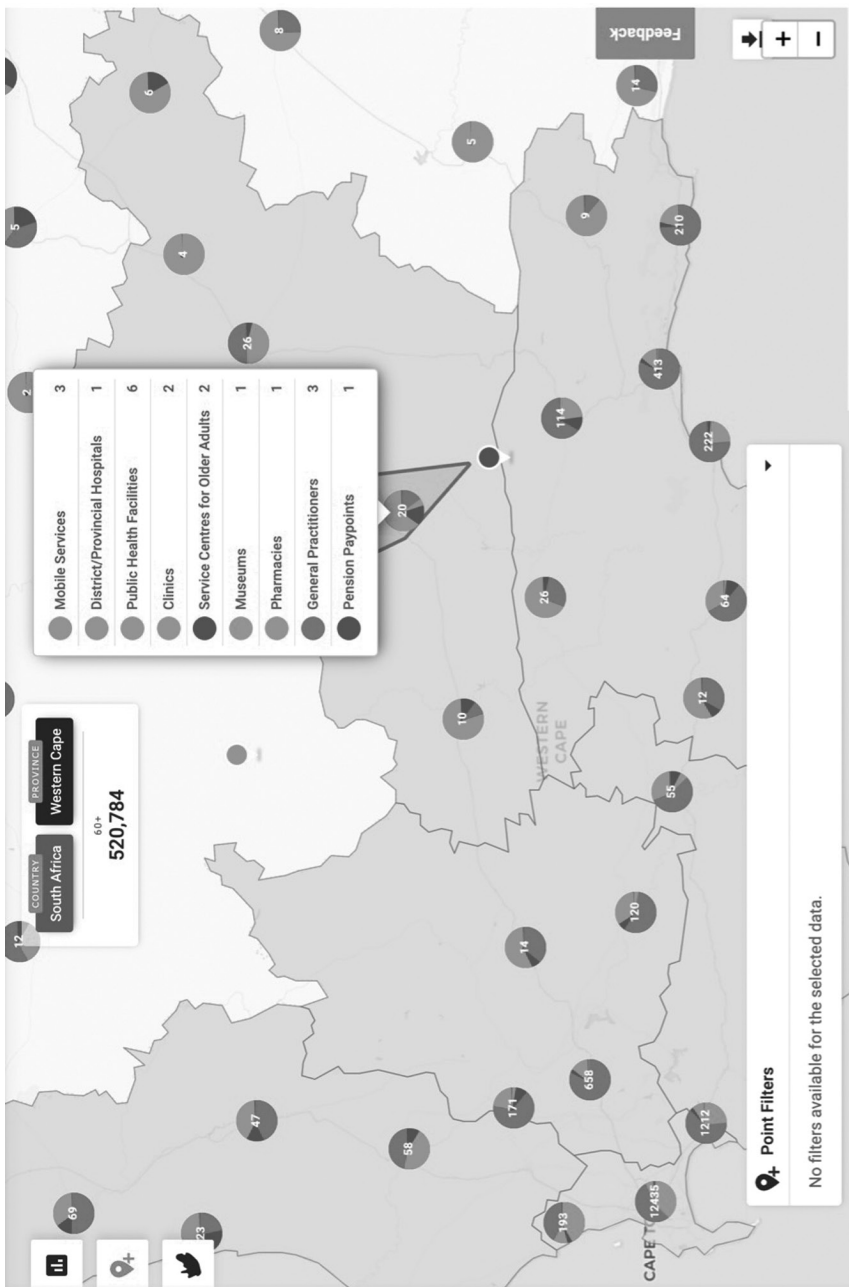 12
2
5
COUNTRY
PROVINCE
South Africa
Western Cape
60+
520,784
Mobile Services 3
District/Provincial Hospitals 1
Public Health Facilities 6
Clinics 2
Service Centres for Older Adults 2
Museums 1
Pharmacies 1
General Practitioners 3
Pension Paypoints 1
69
6
4
23
26
47
8
20
58
10
5
171
14
WESTERN
CAPE
26
114
193
9
658
120
14
Feedback
CAPE TO
12435
413
55
210
12
1212
222
64
+
−
Point Filters
No filters available for the selected data.